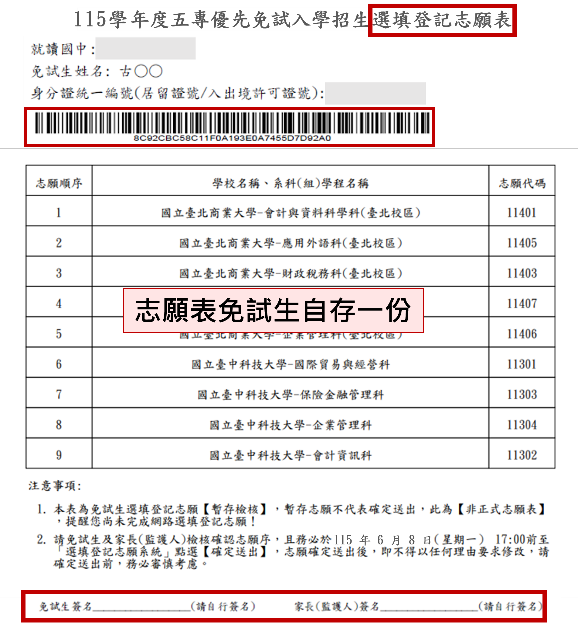 115學年度五專優先免試入學招生選填登記志願表
就讀國中:
免試生姓名: 古○○
身分證統一編號(居留證號/入出境許可證號):
8C92CBC58C11F0A193E0A7455D7D92A0
志願順序 學校名稱、系科(組)學程名稱 志願代碼
1 國立臺北商業大學-會計與資料科學科(臺北校區) 11401
2 國立臺北商業大學-應用外語科(臺北校區) 11405
3 國立臺北商業大學-財政稅務科(臺北校區) 11403
4 11407
志願表免試生自存一份
5 國立臺北商業大學-企業管理科(臺北校區) 11406
6 國立臺中科技大學-國際貿易與經營科 11301
7 國立臺中科技大學-保險金融管理科 11303
8 國立臺中科技大學-企業管理科 11304
9 國立臺中科技大學-會計資訊科 11302
注意事項:
1. 本表為免試生選填登記志願【暫存檢核】,暫存志願不代表確定送出,此為【非正式志願表】
,提醒您尚未完成網路選填登記志願!
2. 請免試生及家長(監護人)檢核確認志願序,且務必於115 年 6 月 8 日(星期一) 17:00前至
「選填登記志願系統」點選【確定送出】,志願確定送出後,即不得以任何理由要求修改,請
確定送出前,務必審慎考慮。
免試生簽名__________________(請自行簽名) 家長(監護人)簽名__________________(請自行簽名)